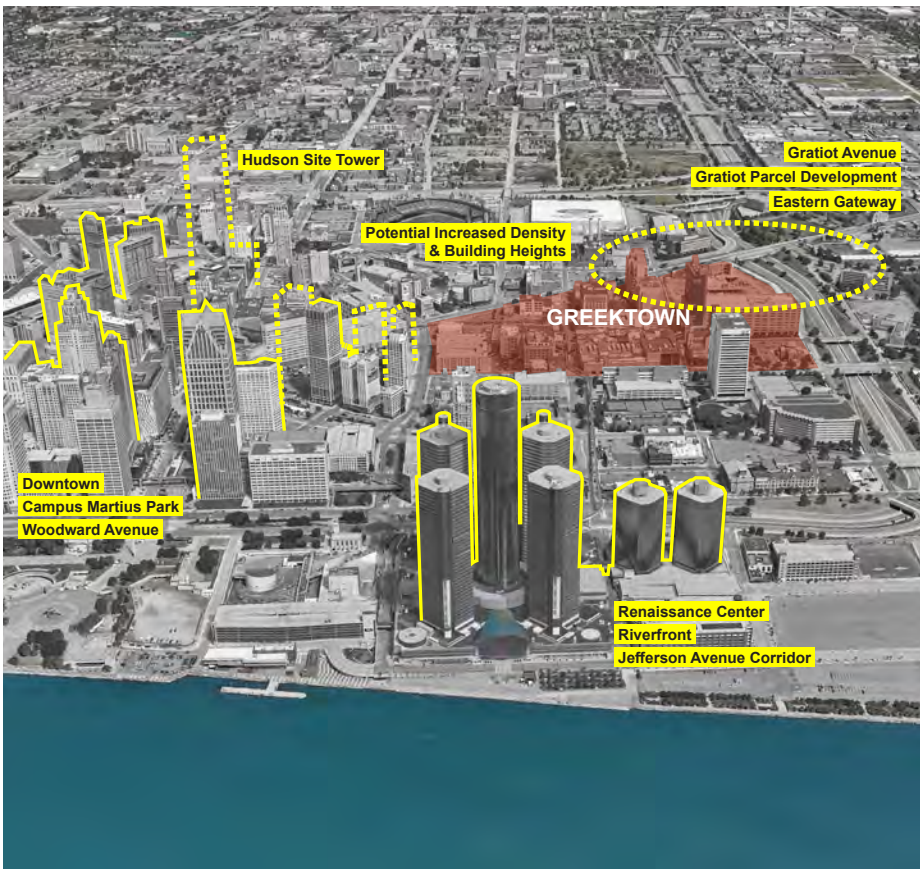 Hudson Site Tower
Gratiot Avenue
Gratiot Parcel Development
Eastern Gateway
Potential Increased Density
& Building Heights
GREEKTOWN
Downtown
Campus Martius Park
Woodward Avenue
Renaissance Center
Riverfront
Jefferson Avenue Corridor